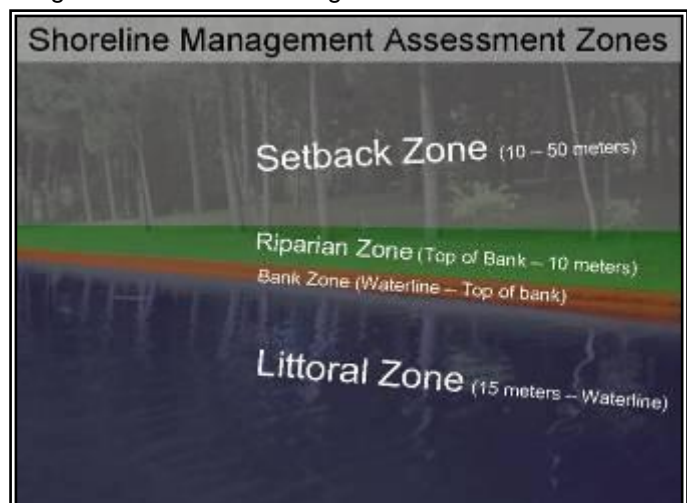 Shoreline Management Assessment Zones
Setback Zone (10 – 50 meters)
Riparian Zone (Top of Bank – 10 meters)
Bank Zone (Waterline – Top of bank)
Littoral Zone (15 meters – Waterline)